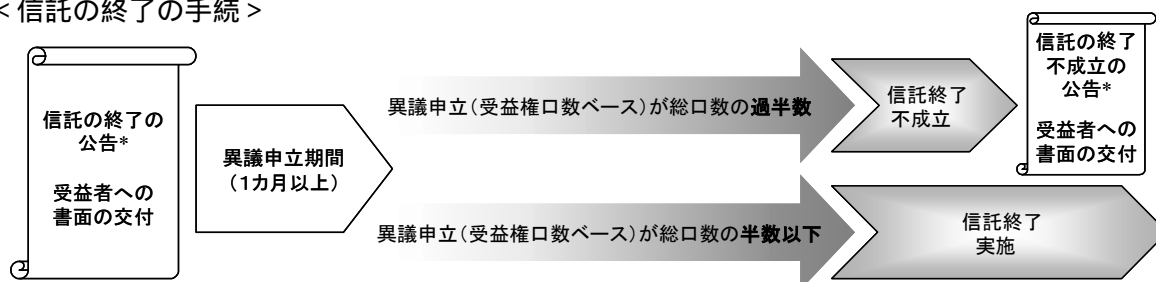 <信託の終了の手続>
信託の終了の
公告*
受益者への
書面の交付
異議申立期間
(1カ月以上)
異議申立(受益権口数ベース)が総口数の過半数
信託終了
不成立
信託の終了
不成立の
公告*
受益者への
書面の交付
異議申立(受益権口数ベース)が総口数の半数以下
信託終了
実施